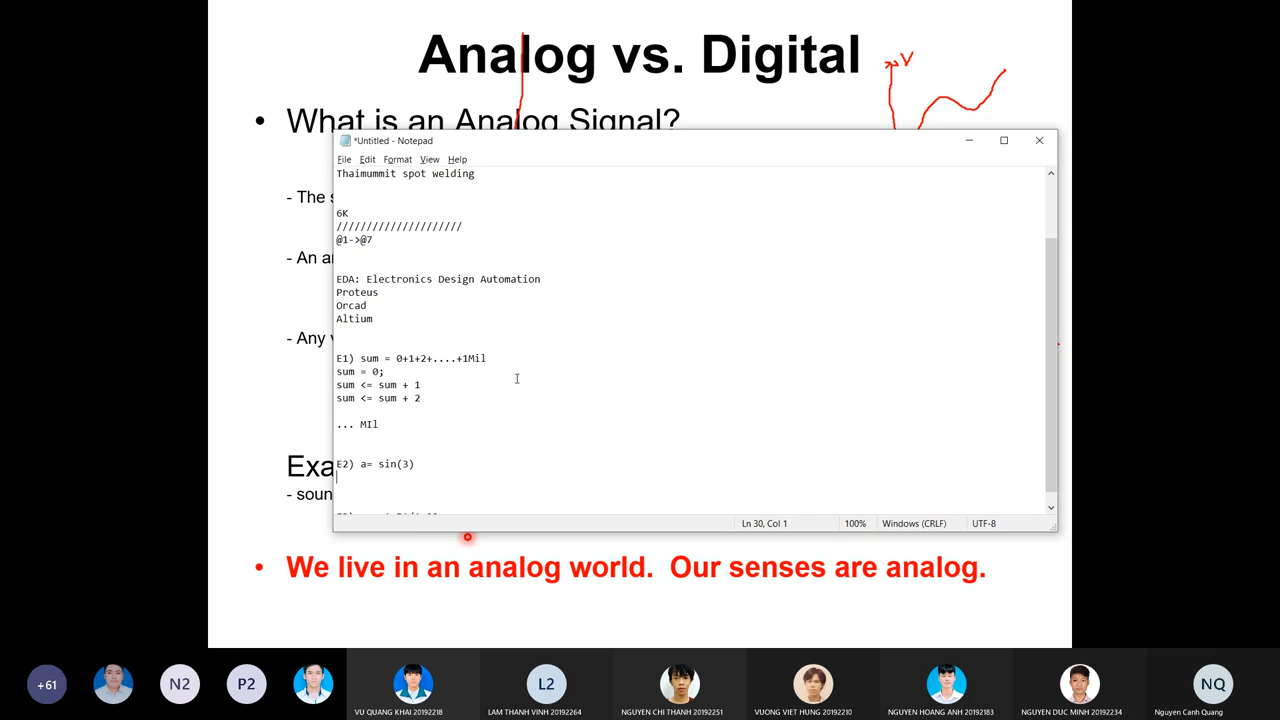 Analog vs. Digital
V
• What is an Analog Signal?
*Untitled - Notepad
File Edit Format View Help
Thaimummit spot welding
- The s
6K
/////////////////////
@1->@7
- An an
EDA: Electronics Design Automation
Proteus
Orcad
Altium
- Any v
E1) sum = 0+1+2+....+1Mil
sum = 0;
sum <= sum + 1
sum <= sum + 2
... MIl
Exa
E2) a= sin(3)
- soun
Ln 30, Col 1 100% Windows (CRLF) UTF-8
• We live in an analog world. Our senses are analog.
+61 N2 P2 L2 NQ
VU QUANG KHAI 20192218 LAM THANH VINH 20192264 NGUYEN CHI THANH 20192251 VUONG VIET HUNG 20192210 NGUYEN HOANG ANH 20192183 NGUYEN DUC MINH 20192234 Nguyen Canh Quang